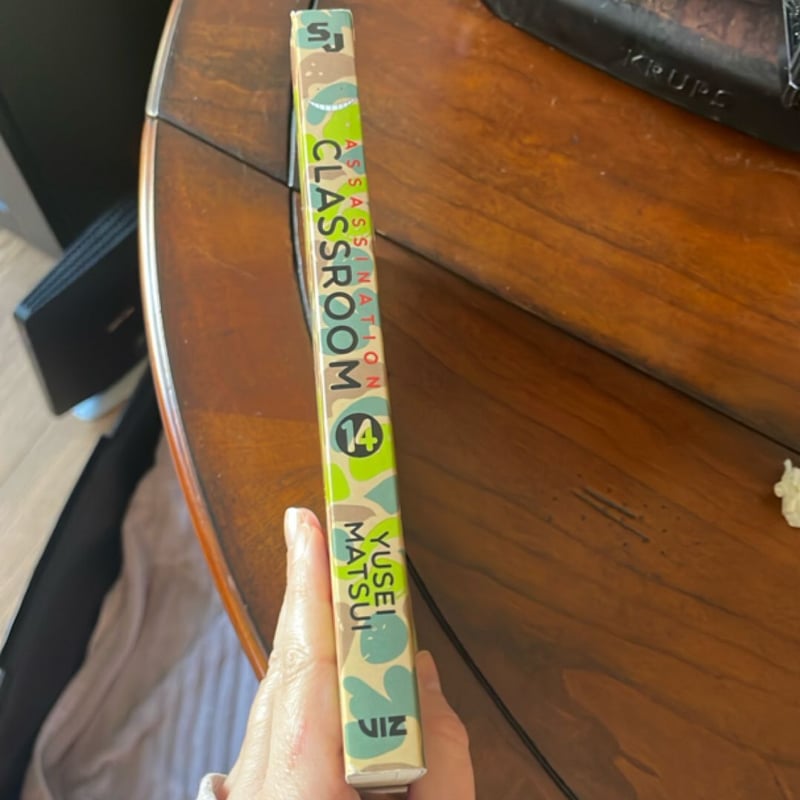 SJ
ASSASSINATION
CLASSROOM
14
YUSEI
MATSUI
VIZ
KRUPS